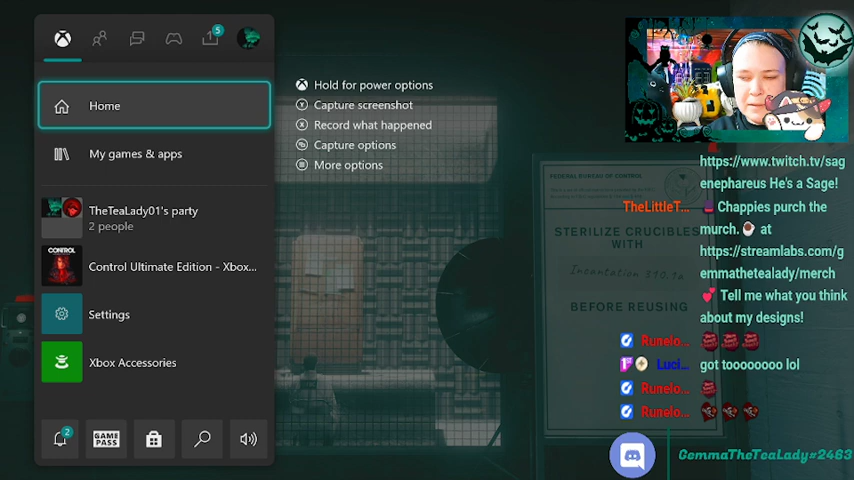 5
Home
My games & apps
TheTeaLady01's party
2 people
CONTROL
Control Ultimate Edition - Xbox...
Settings
Xbox Accessories
2
GAME
PASS
Hold for power options
Capture screenshot
Record what happened
Capture options
More options
FEDERAL BUREAU OF CONTROL
STERILIZE CRUCIBLES
WITH
Incantation 310.1a
BEFORE REUSING
https://www.twitch.tv/sag
enephareus He's a Sage!
TheLittleT... Chappies purch the
murch. at
https://streamlabs.com/g
emmathetealady/merch
Tell me what you think
about my designs!
Runelo...
Luci... got toooooooo lol
Runelo...
Runelo...
GemmaTheTeaLady#2463